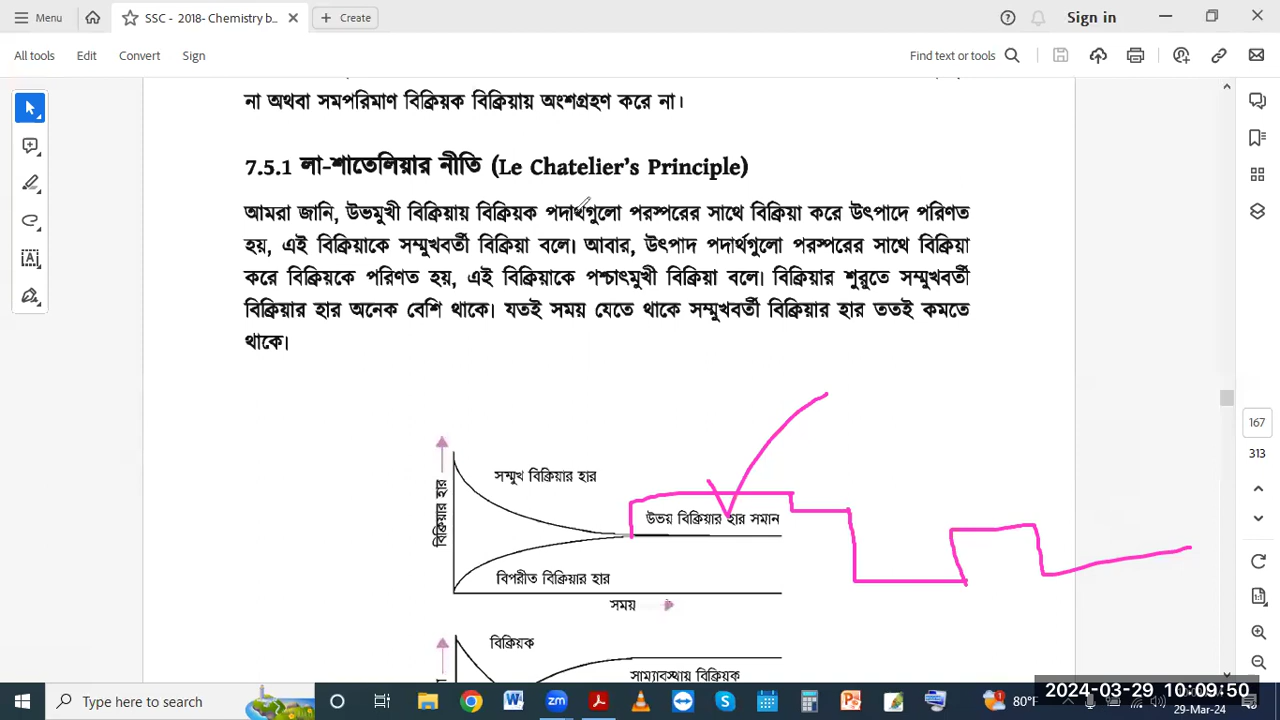 Menu
SSC - 2018- Chemistry b...
Create
Sign in
All tools
Edit
Convert
Sign
Find text or tools
না অথবা সমপরিমাণ বিক্রিয়ক বিক্রিয়ায় অংশগ্রহণ করে না।
7.5.1 লা-শাতেলিয়ার নীতি (Le Chatelier's Principle)
আমরা জানি, উভমুখী বিক্রিয়ায় বিক্রিয়ক পদার্থগুলো পরস্পরের সাথে বিক্রিয়া করে উৎপাদে পরিণত
হয়, এই বিক্রিয়াকে সম্মুখবর্তী বিক্রিয়া বলে। আবার, উৎপাদ পদার্থগুলো পরস্পরের সাথে বিক্রিয়া
করে বিক্রিয়কে পরিণত হয়, এই বিক্রিয়াকে পশ্চাৎমুখী বিক্রিয়া বলে। বিক্রিয়ার শুরুতে সম্মুখবর্তী
বিক্রিয়ার হার অনেক বেশি থাকে। যতই সময় যেতে থাকে সম্মুখবর্তী বিক্রিয়ার হার ততই কমতে
থাকে।
বিক্রিয়ার হার
সম্মুখ বিক্রিয়ার হার
উভয় বিক্রিয়ার হার সমান
বিপরীত বিক্রিয়ার হার
সময়
বিক্রিয়ক
সাম্যাবস্থায় বিক্রিয়ক
167
313
Type here to search
80°F
2024-03-29 10:09:50
29-Mar-24